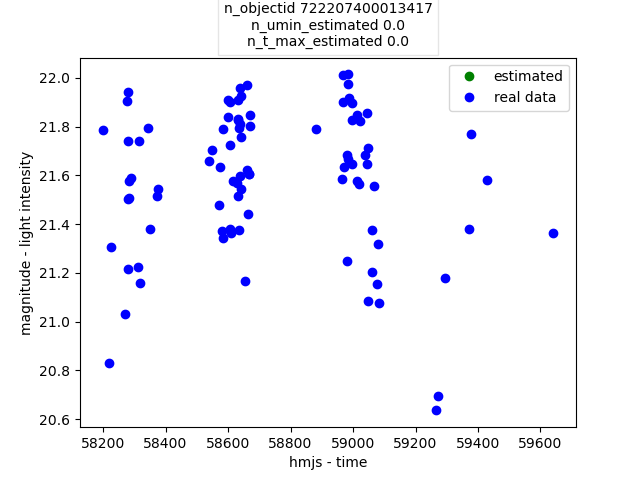 n_objectid 722207400013417
n_umin_estimated 0.0
n_t_max_estimated 0.0
estimated
real data
magnitude - light intensity
22.0
21.8
21.6
21.4
21.2
21.0
20.8
20.6
58200 58400 58600 58800 59000 59200 59400 59600
hmjs - time